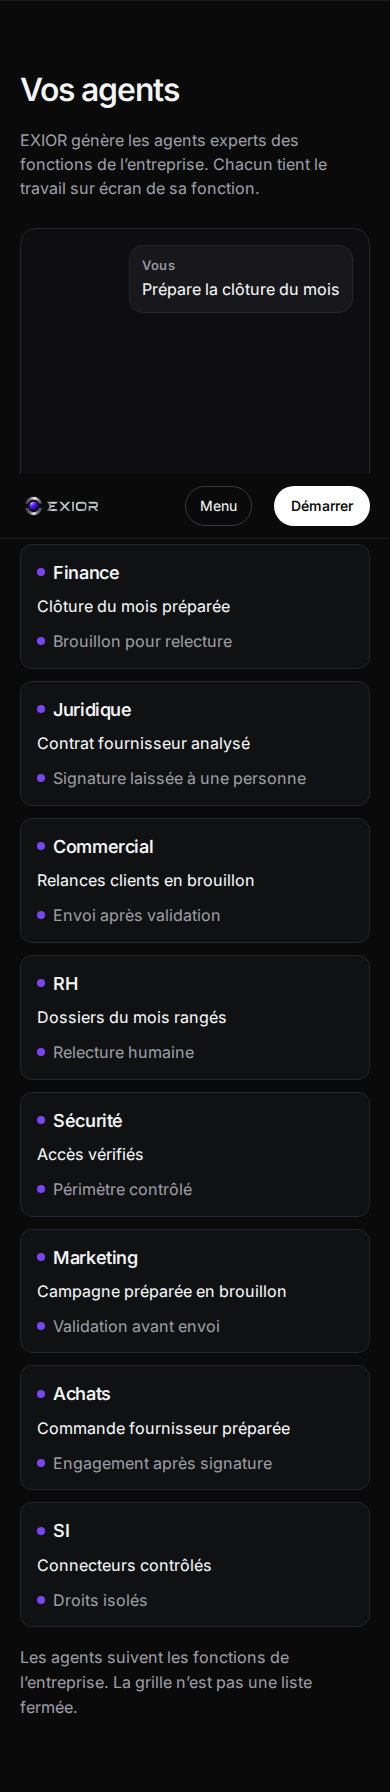 Vos agents
EXIOR génère les agents experts des
fonctions de l’entreprise. Chacun tient le
travail sur écran de sa fonction.
Vous
Prépare la clôture du mois
EXIOR
Menu
Démarrer
Finance
Clôture du mois préparée
Brouillon pour relecture
Juridique
Contrat fournisseur analysé
Signature laissée à une personne
Commercial
Relances clients en brouillon
Envoi après validation
RH
Dossiers du mois rangés
Relecture humaine
Sécurité
Accès vérifiés
Périmètre contrôlé
Marketing
Campagne préparée en brouillon
Validation avant envoi
Achats
Commande fournisseur préparée
Engagement après signature
SI
Connecteurs contrôlés
Droits isolés
Les agents suivent les fonctions de
l’entreprise. La grille n’est pas une liste
fermée.